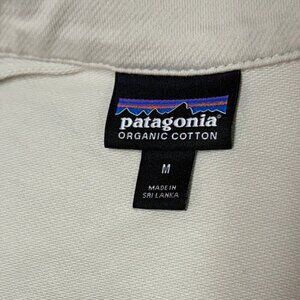 patagonia
ORGANIC COTTON
M
MADE IN
SRI LANKA